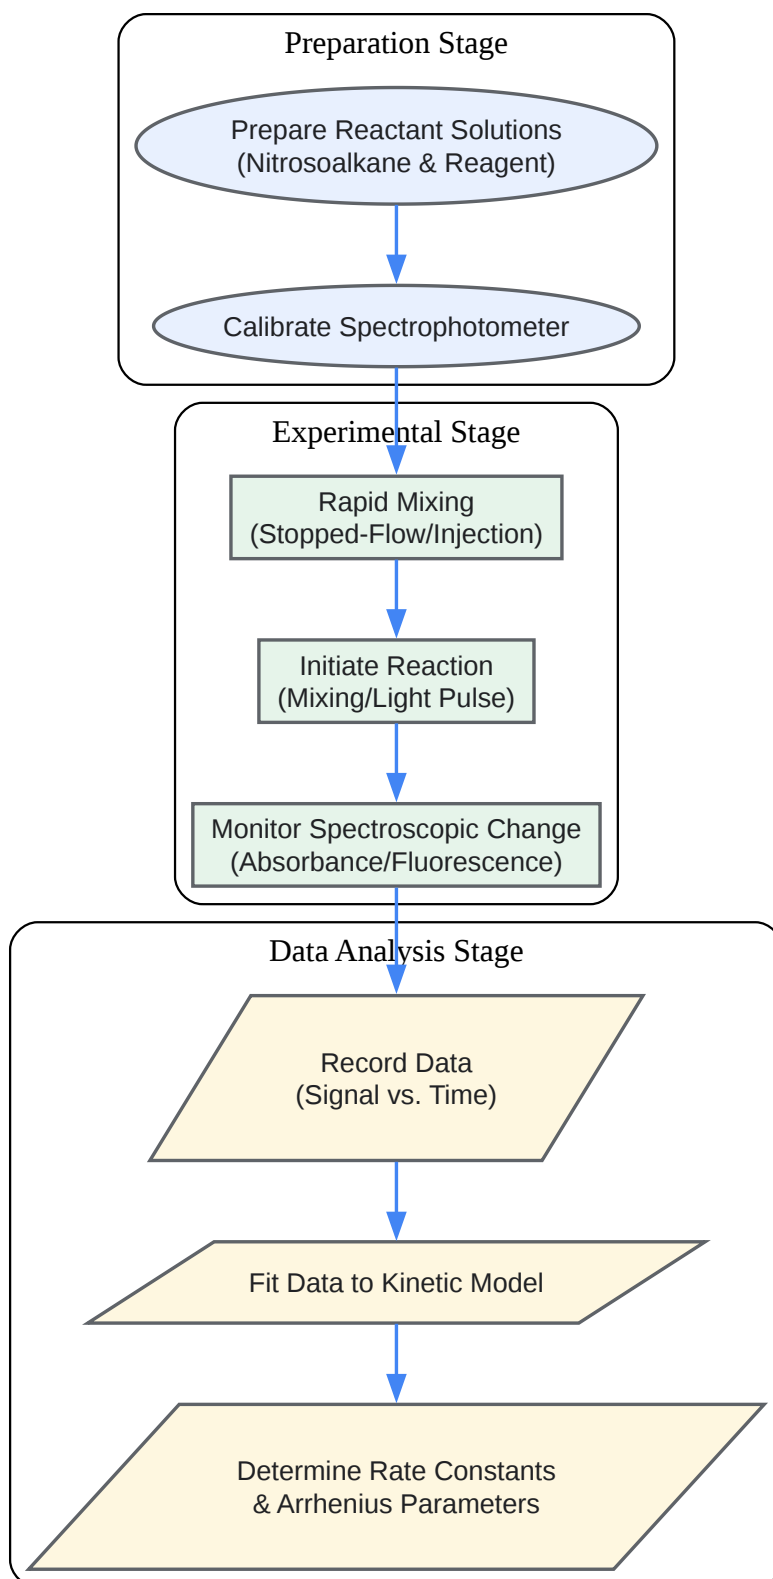 Preparation Stage
Prepare Reactant Solutions
(Nitrosoalkane & Reagent)
Calibrate Spectrophotometer
Experimental Stage
Rapid Mixing
(Stopped-Flow/Injection)
Initiate Reaction
(Mixing/Light Pulse)
Monitor Spectroscopic Change
(Absorbance/Fluorescence)
Data Analysis Stage
Record Data
(Signal vs. Time)
Fit Data to Kinetic Model
Determine Rate Constants
& Arrhenius Parameters